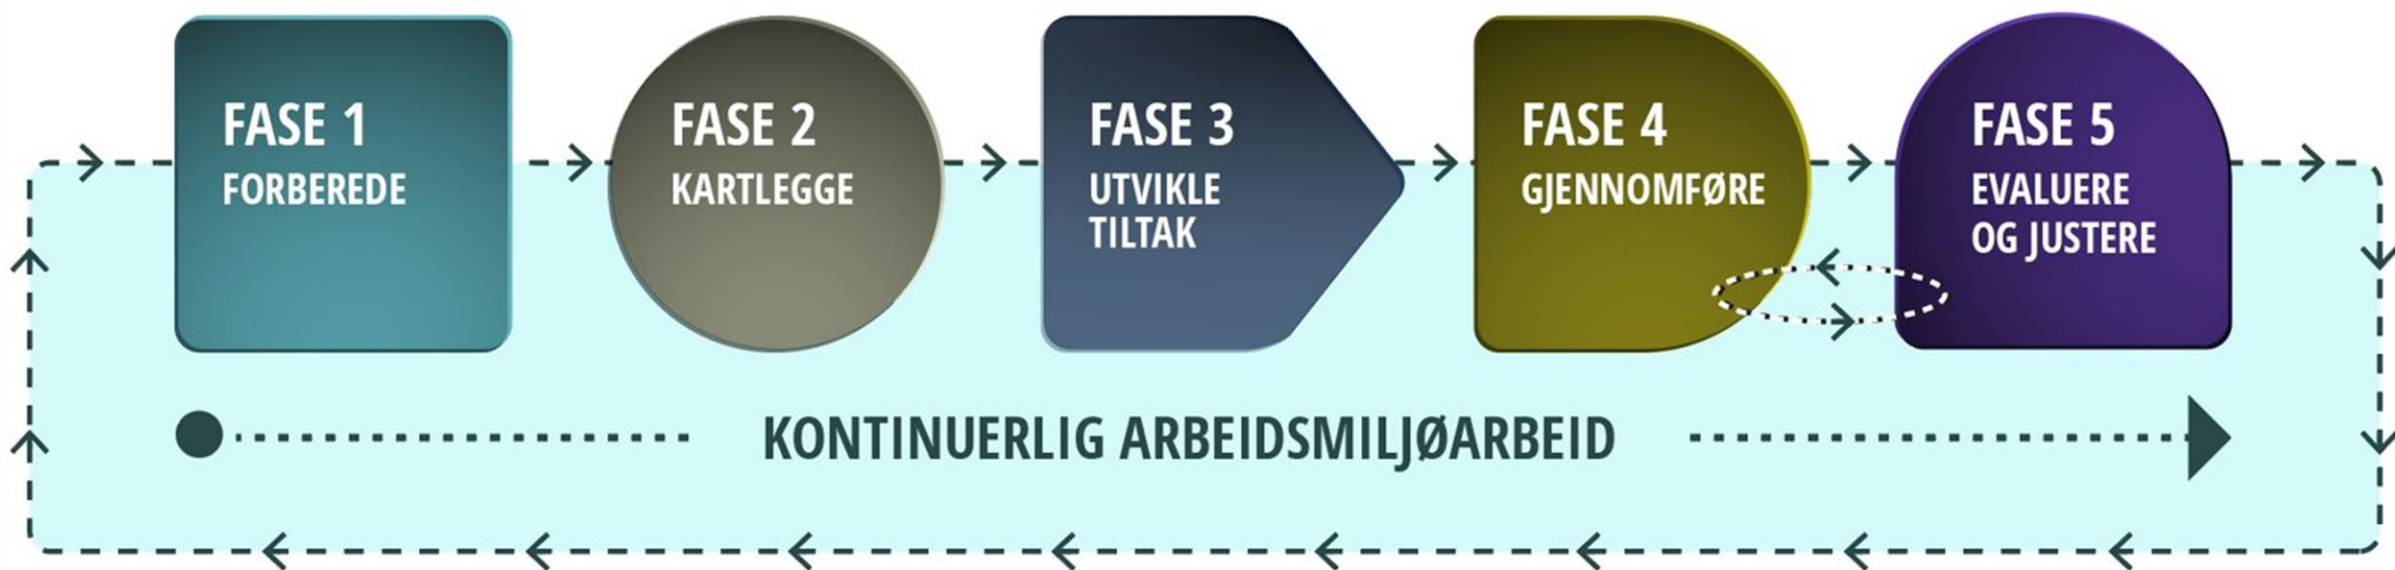 FASE 1
FORBEREDE
FASE 2
KARTLEGGE
FASE 3
UTVIKLE
TILTAK
FASE 4
GJENNOMFØRE
FASE 5
EVALUERE
OG JUSTERE
KONTINUERLIG ARBEIDSMILJØARBEID